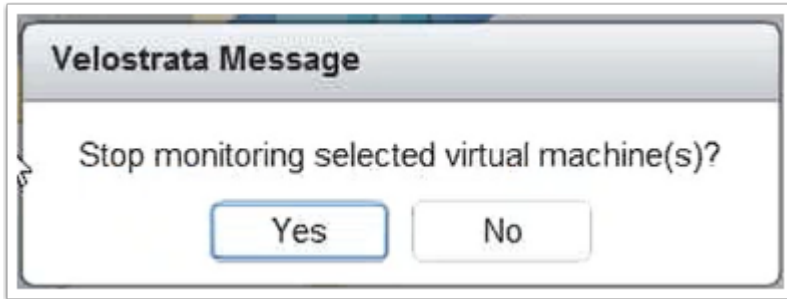 Velostrata Message
Stop monitoring selected virtual machine(s)?
Yes No